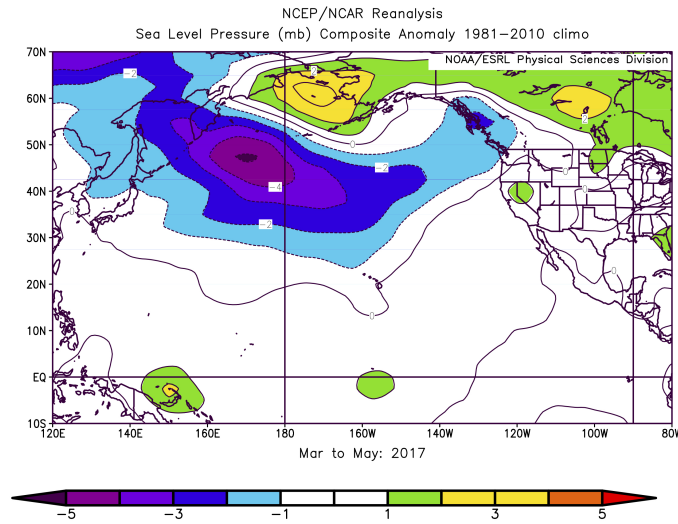 NCEP/NCAR Reanalysis
Sea Level Pressure (mb) Composite Anomaly 1981−2010 climo
NOAA/ESRL Physical Sciences Division
70N
60N
50N
40N
30N
20N
10N
EQ
10S
−2
2
0
2
−2
−4
−2
0
0
0
0
0
120E 140E 160E 180 160W 140W 120W 100W 80W
Mar to May: 2017
−5 −3 −1 1 3 5